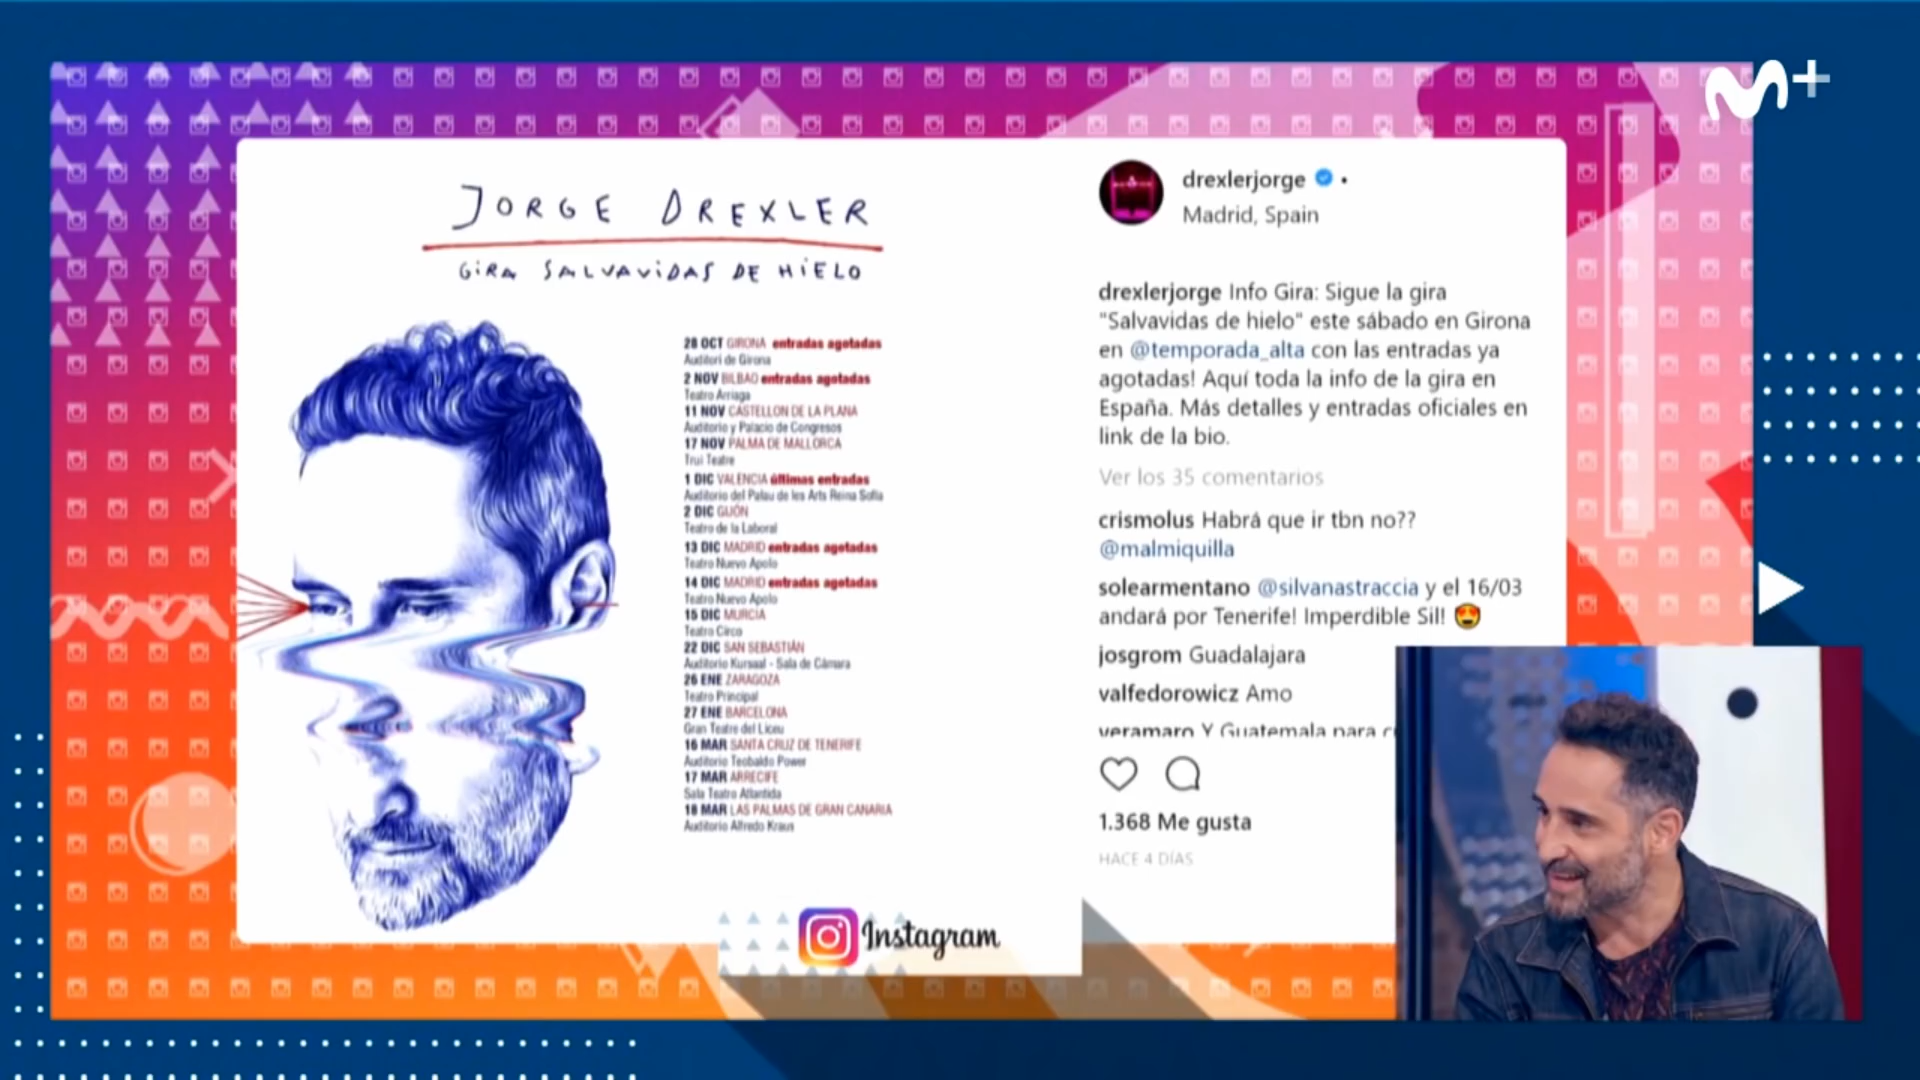 M+
JORGE DREXLER
GIRA SALVAVIDAS DE HIELO
28 OCT GIRONA entradas agotadas
Auditori de Girona
2 NOV BILBAO entradas agotadas
Teatro Arriaga
11 NOV CASTELLON DE LA PLANA
Auditorio y Palacio de Congresos
17 NOV PALMA DE MALLORCA
Trui Teatre
1 DIC VALENCIA últimas entradas
Auditorio del Palau de les Arts Reina Sofía
2 DIC GIJÓN
Teatro de la Laboral
13 DIC MADRID entradas agotadas
Teatro Nuevo Apolo
14 DIC MADRID entradas agotadas
Teatro Nuevo Apolo
15 DIC MURCIA
Teatro Circo
22 DIC SAN SEBASTIÁN
Auditorio Kursaal - Sala de Cámara
26 ENE ZARAGOZA
Teatro Principal
27 ENE BARCELONA
Gran Teatre del Liceu
16 MAR SANTA CRUZ DE TENERIFE
Auditorio Teobaldo Power
17 MAR ARRECIFE
Sala Teatro Atlantida
18 MAR LAS PALMAS DE GRAN CANARIA
Auditorio Alfredo Kraus
drexlerjorge •
Madrid, Spain
drexlerjorge Info Gira: Sigue la gira
"Salvavidas de hielo" este sábado en Girona
en @temporada_alta con las entradas ya
agotadas! Aquí toda la info de la gira en
España. Más detalles y entradas oficiales en
link de la bio.
Ver los 35 comentarios
crismolus Habrá que ir tbn no??
@malmiquilla
solearmentano @silvanastraccia y el 16/03
andará por Tenerife! Imperdible Sil! 😍
josgrom Guadalajara
valfedorowicz Amo
veramaro Y Guatemala para
1.368 Me gusta
HACE 4 DÍAS
Instagram